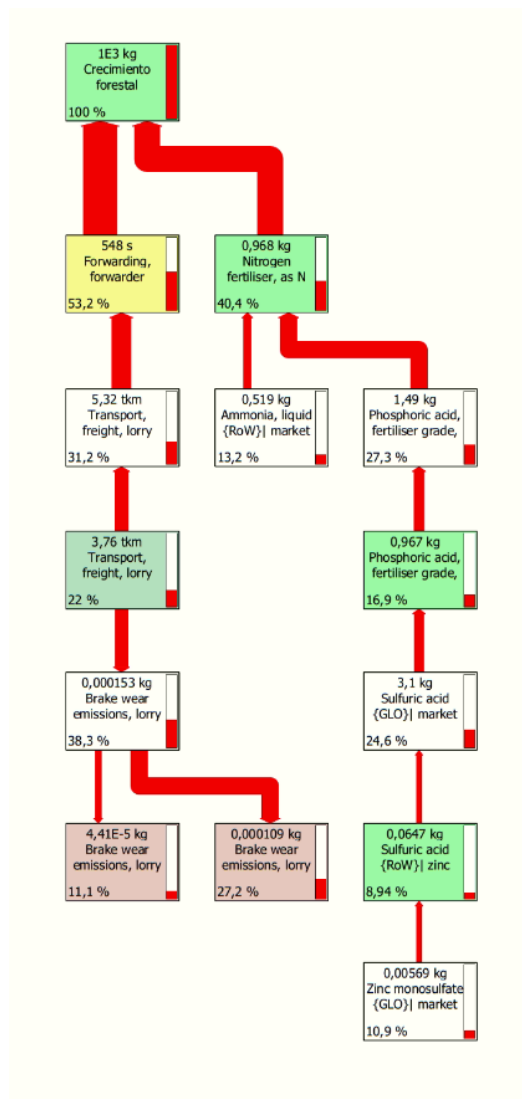 1E3 kg
Crecimiento
forestal
100 %
548 s
Forwarding,
forwarder
53,2 %
0,968 kg
Nitrogen
fertiliser, as N
40,4 %
5,32 tkm
Transport,
freight, lorry
31,2 %
0,519 kg
Ammonia, liquid
{RoW}| market
13,2 %
1,49 kg
Phosphoric acid,
fertiliser grade,
27,3 %
3,76 tkm
Transport,
freight, lorry
22 %
0,967 kg
Phosphoric acid,
fertiliser grade,
16,9 %
0,000153 kg
Brake wear
emissions, lorry
38,3 %
3,1 kg
Sulfuric acid
{GLO}| market
24,6 %
4,41E-5 kg
Brake wear
emissions, lorry
11,1 %
0,000109 kg
Brake wear
emissions, lorry
27,2 %
0,0647 kg
Sulfuric acid
{RoW}| zinc
8,94 %
0,00569 kg
Zinc monosulfate
{GLO}| market
10,9 %